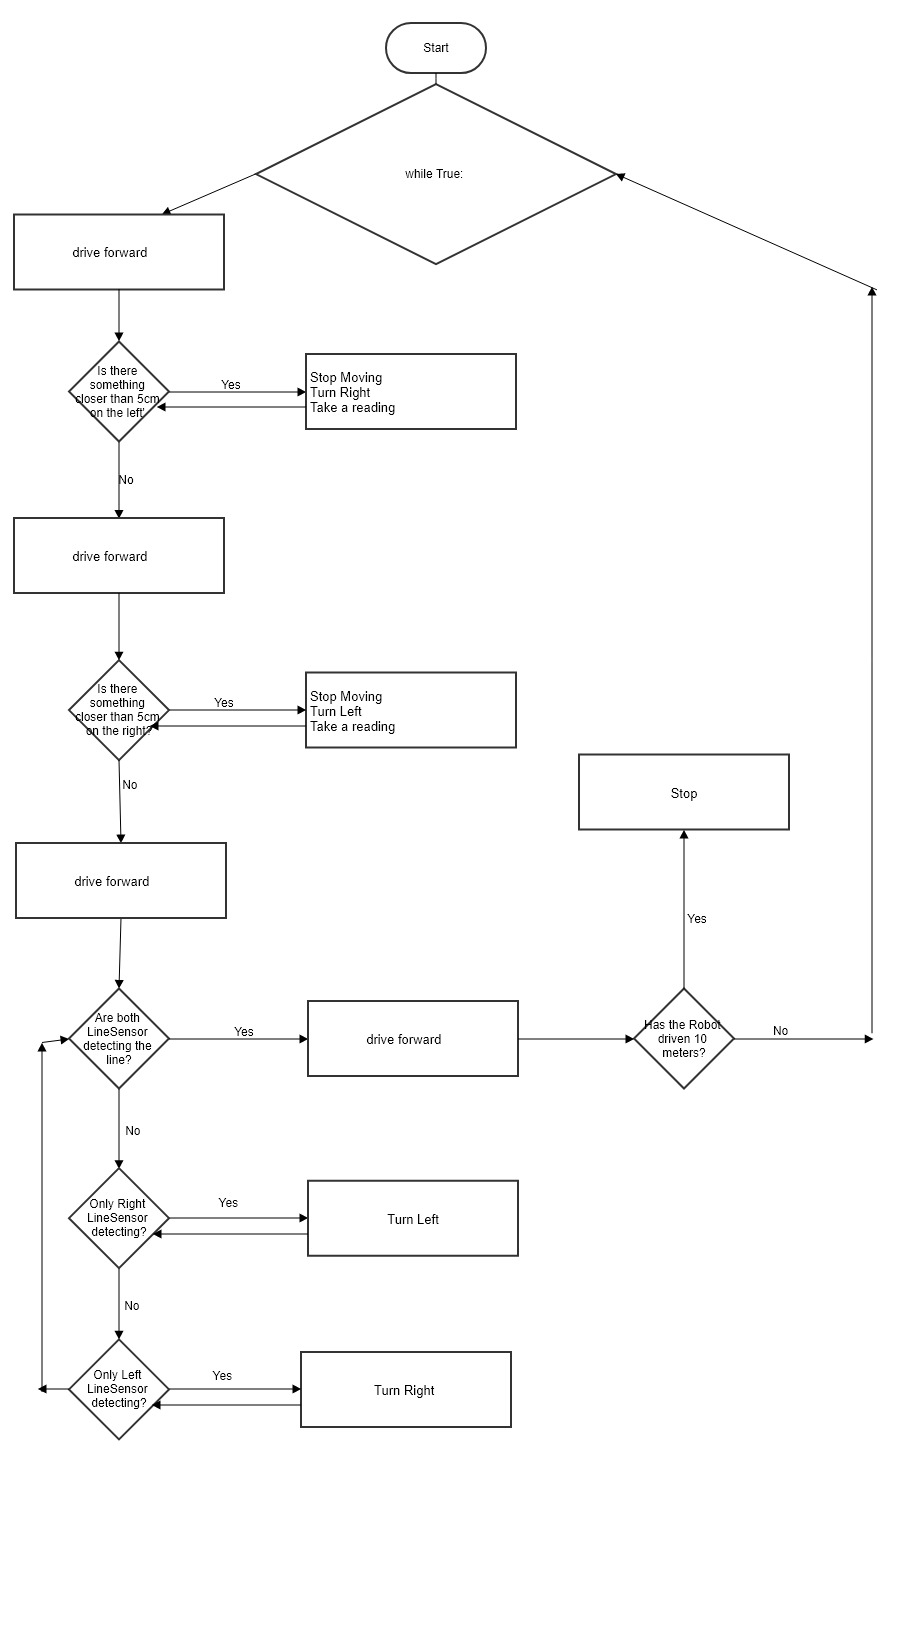 Start
while True:
drive forward
Is there
something
closer than 5cm
on the left'
Yes
Stop Moving
Turn Right
Take a reading
No
drive forward
Is there
something
closer than 5cm
on the right?
Yes
Stop Moving
Turn Left
Take a reading
No
Stop
drive forward
Yes
Are both
LineSensor
detecting the
line?
Yes
drive forward
Has the Robot
driven 10
meters?
No
No
Only Right
LineSensor
detecting?
Yes
Turn Left
No
Only Left
LineSensor
detecting?
Yes
Turn Right